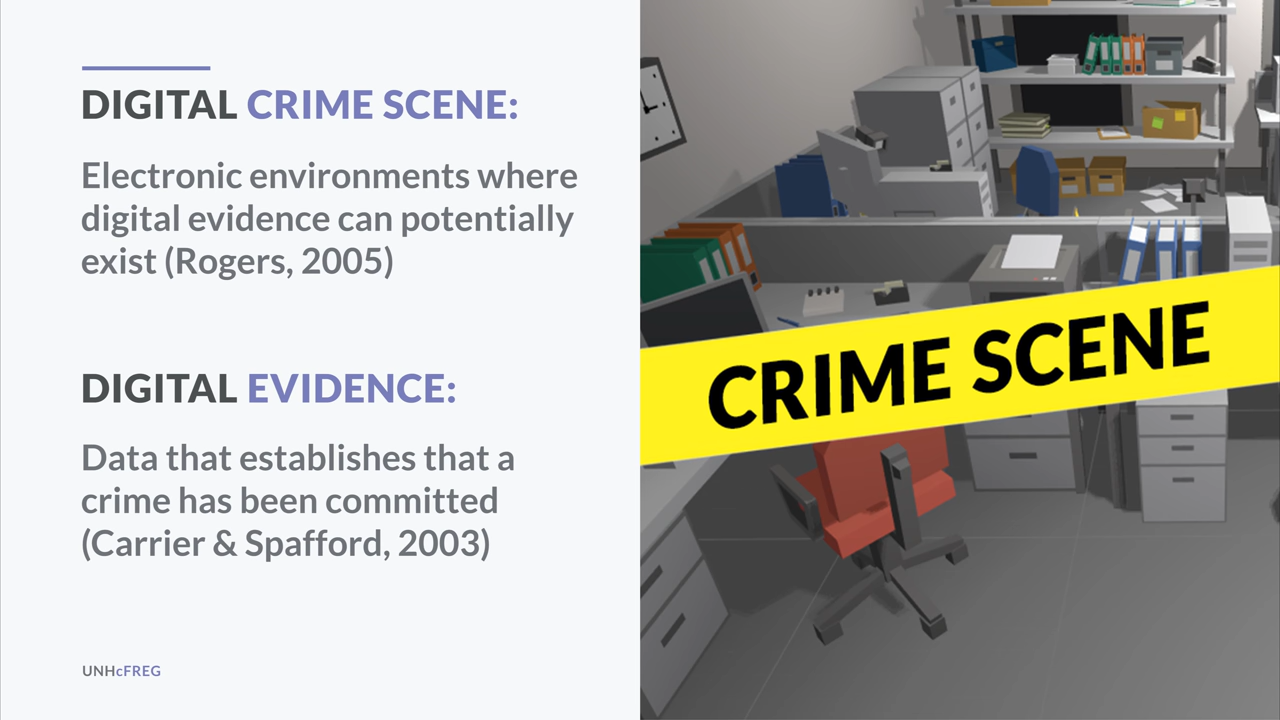 DIGITAL CRIME SCENE:
Electronic environments where
digital evidence can potentially
exist (Rogers, 2005)
DIGITAL EVIDENCE:
Data that establishes that a
crime has been committed
(Carrier & Spafford, 2003)
UNHcFREG
CRIME SCENE